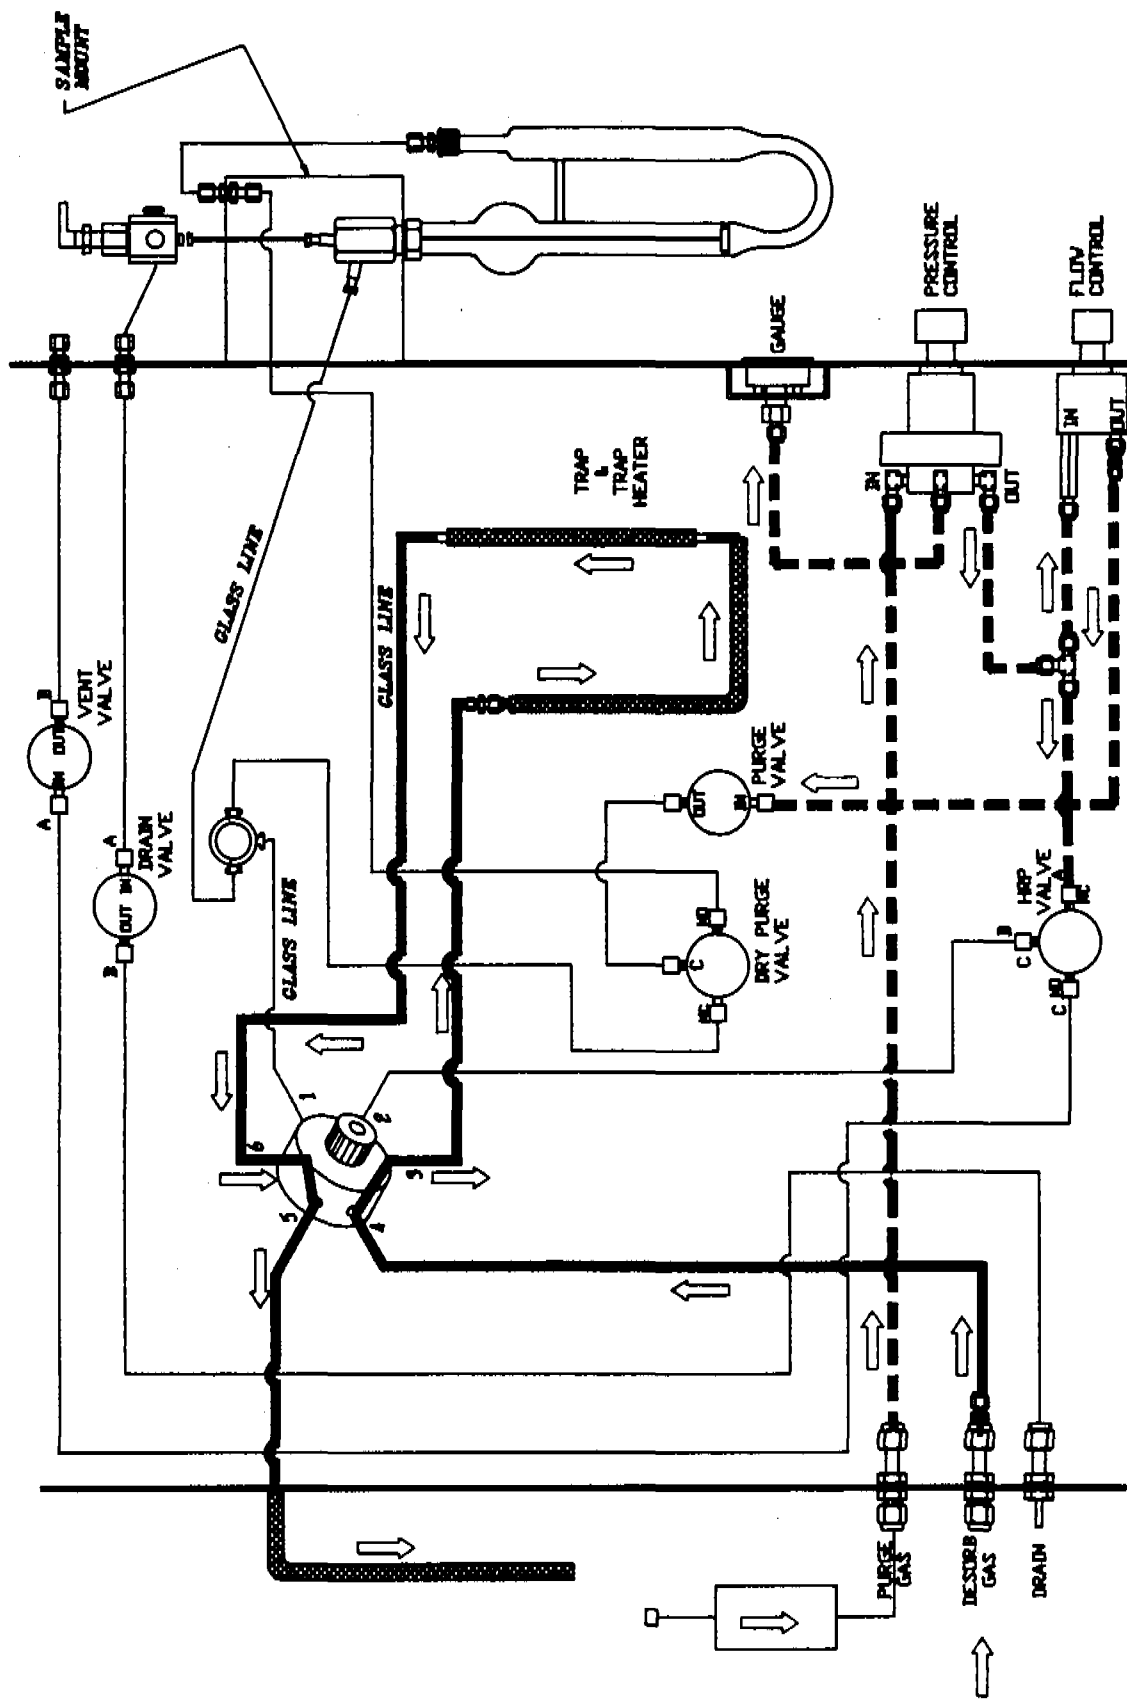 SAMPLE
MOUNT
PRESSURE
CONTROL
FLOW
CONTROL
GAUGE
IN
OUT
IN
OUT
TRAP
&
TRAP
HEATER
GLASS LINE
GLASS LINE
GLASS LINE
B
OUT
IN
A
VENT
VALVE
A
IN
OUT
B
DRAIN
VALVE
OUT
IN
PURGE
VALVE
NO
C
NC
DRY PURGE
VALVE
HRP
VALVE
A
NC
B
C
NO
C
1
2
3
4
5
6
PURGE
GAS
DESORB
GAS
DRAIN